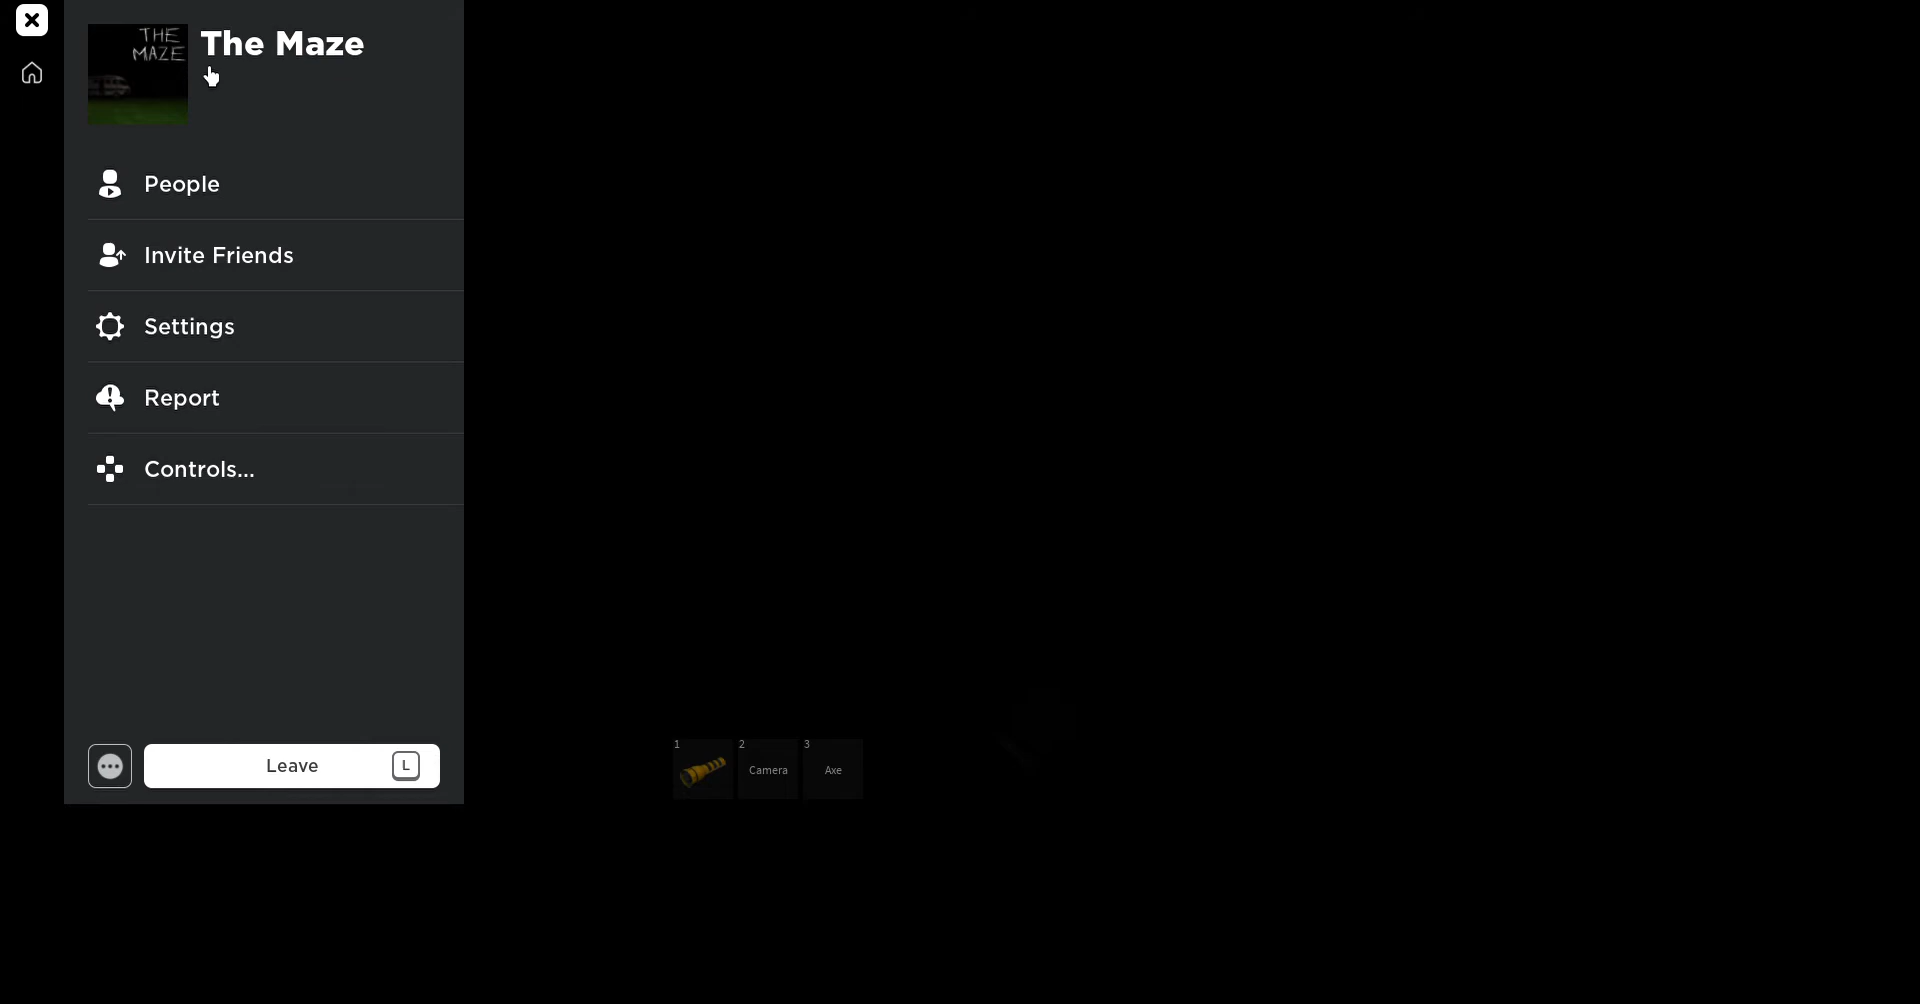 THE
MAZE
The Maze
People
Invite Friends
Settings
Report
Controls...
Leave
L
1
2
3
Camera
Axe